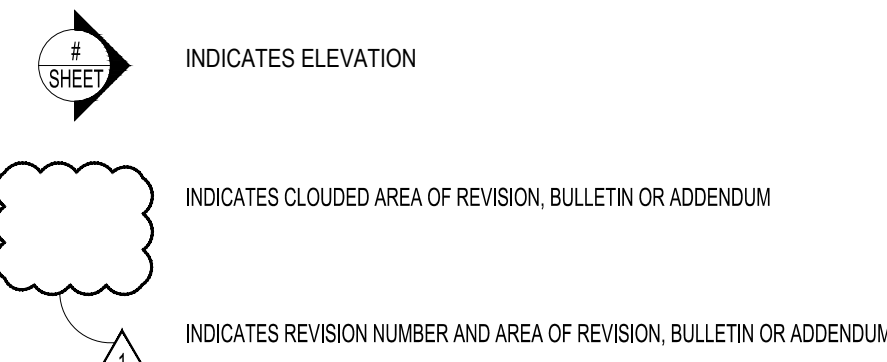 #
SHEET
INDICATES ELEVATION
INDICATES CLOUDED AREA OF REVISION, BULLETIN OR ADDENDUM
INDICATES REVISION NUMBER AND AREA OF REVISION, BULLETIN OR ADDENDUM
1